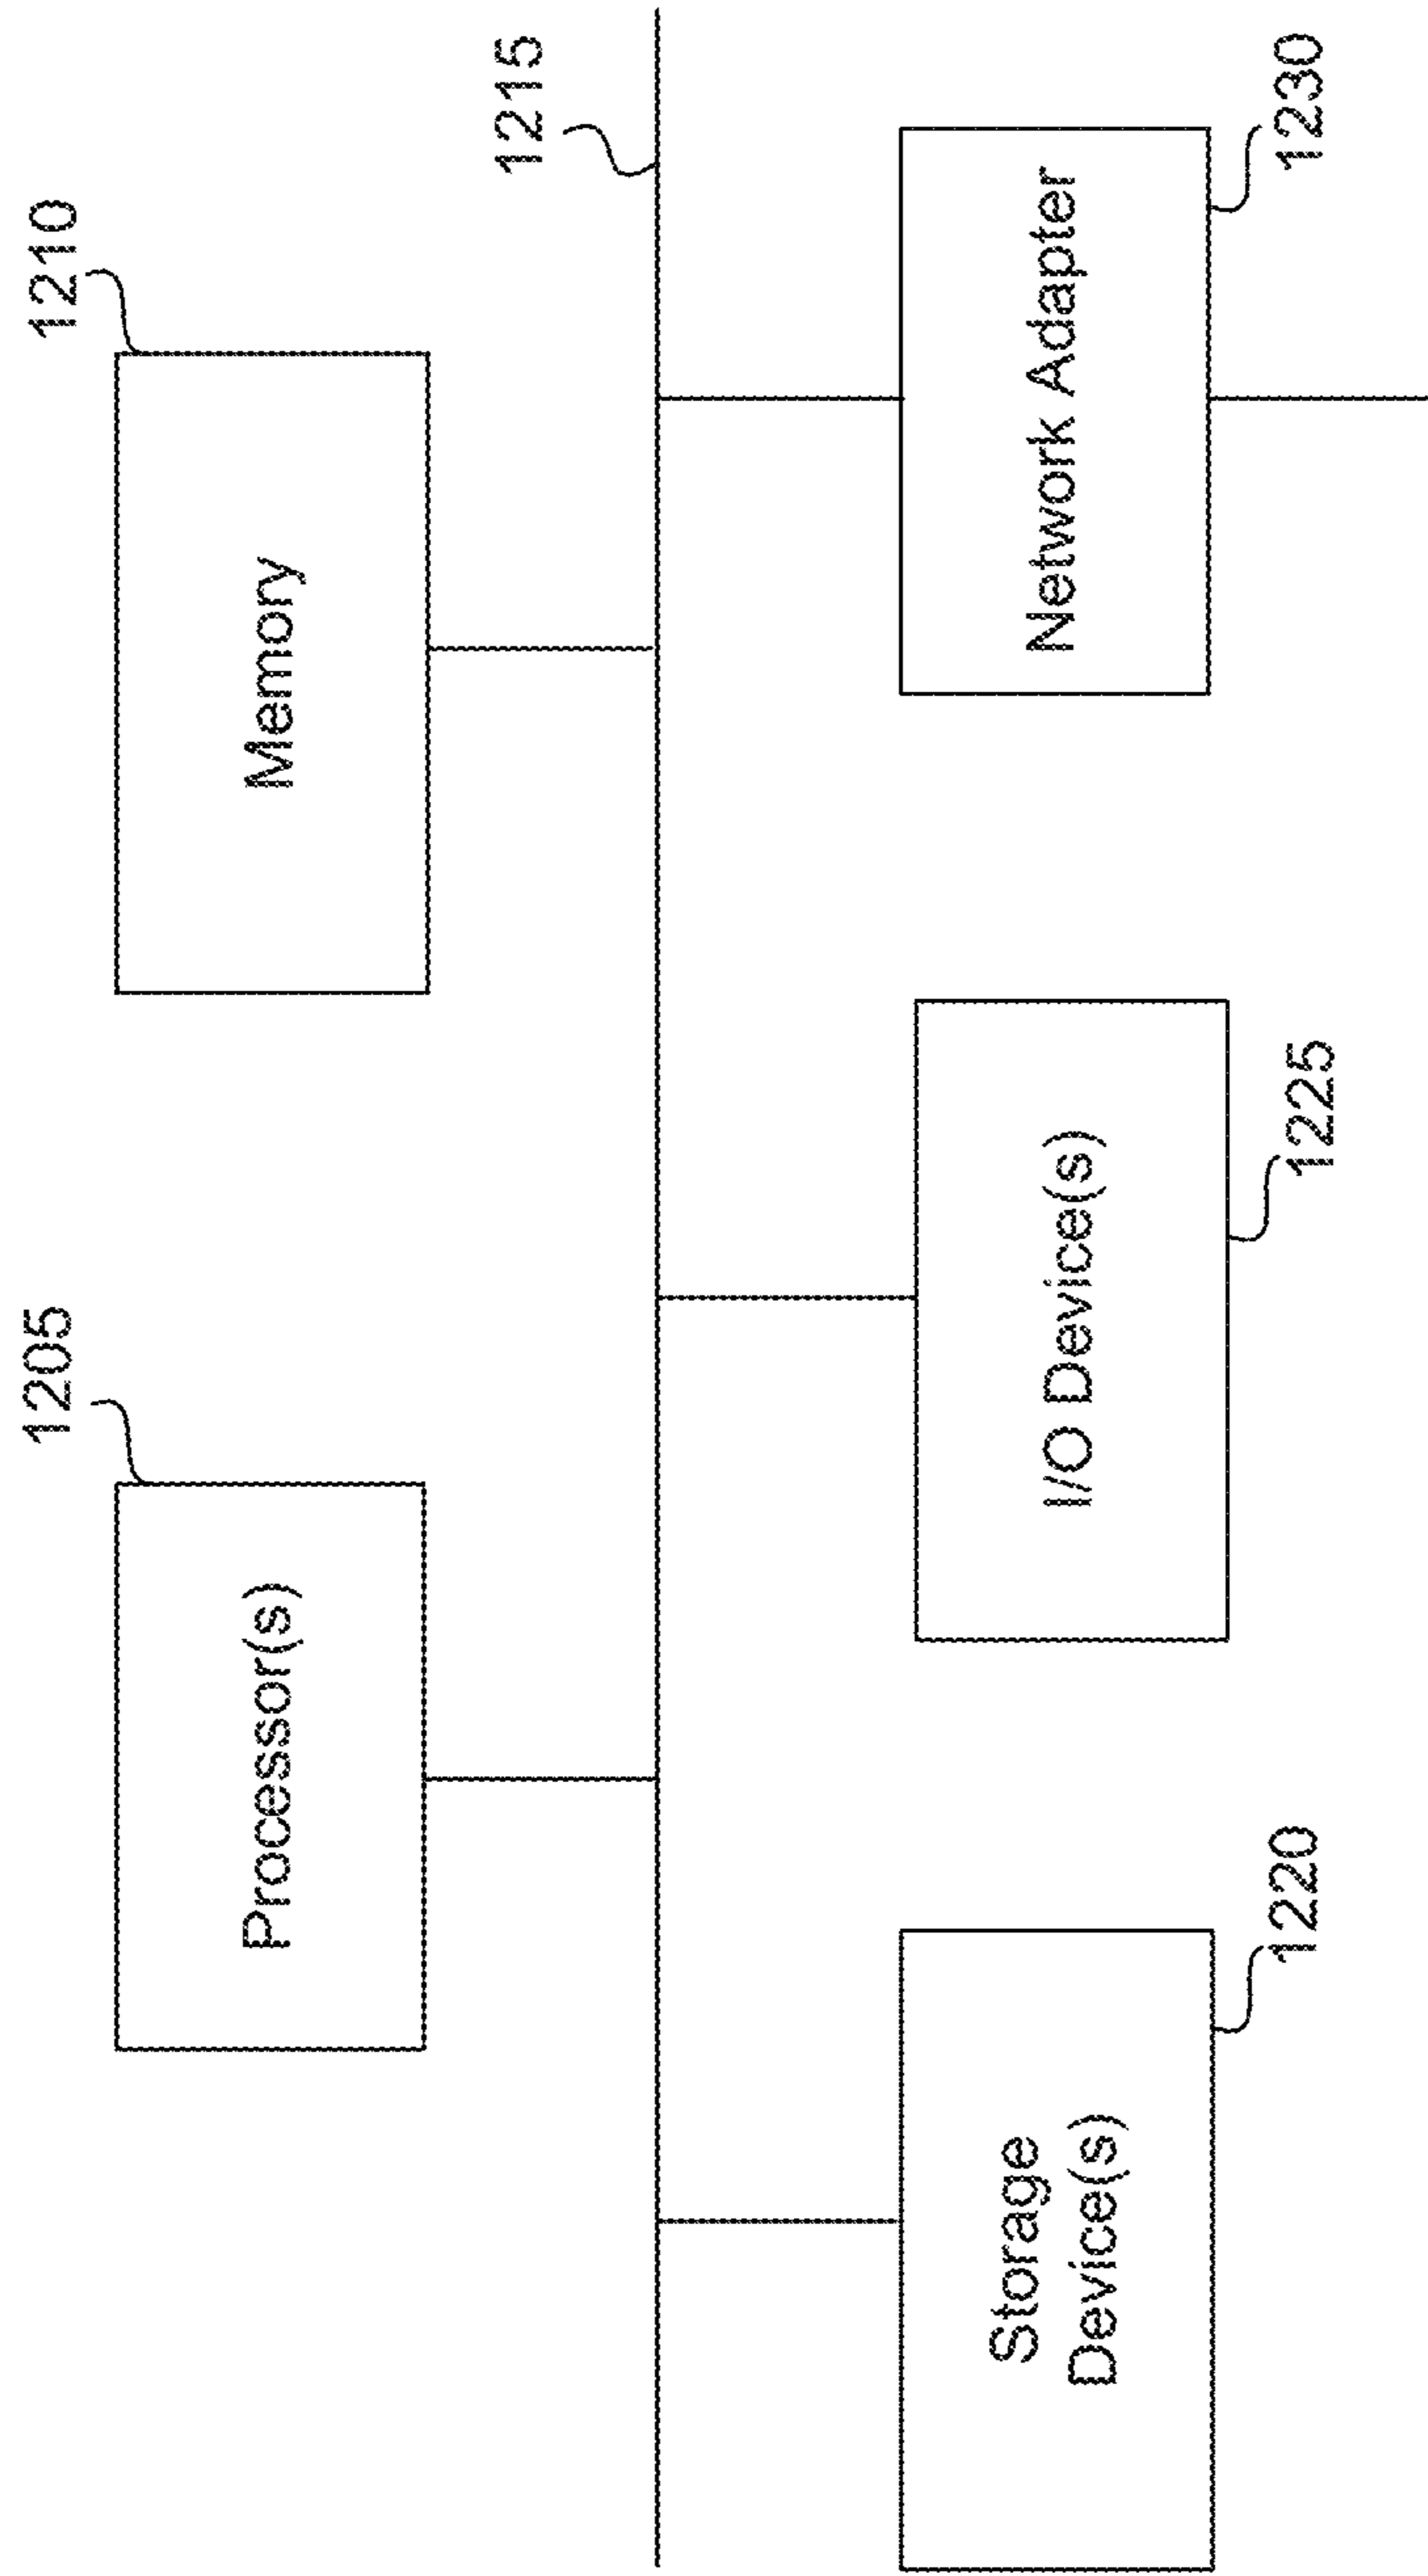 1205
1210
Processor(s)
Memory
1215
Storage
Device(s)
I/O Device(s)
Network Adapter
1220
1225
1230